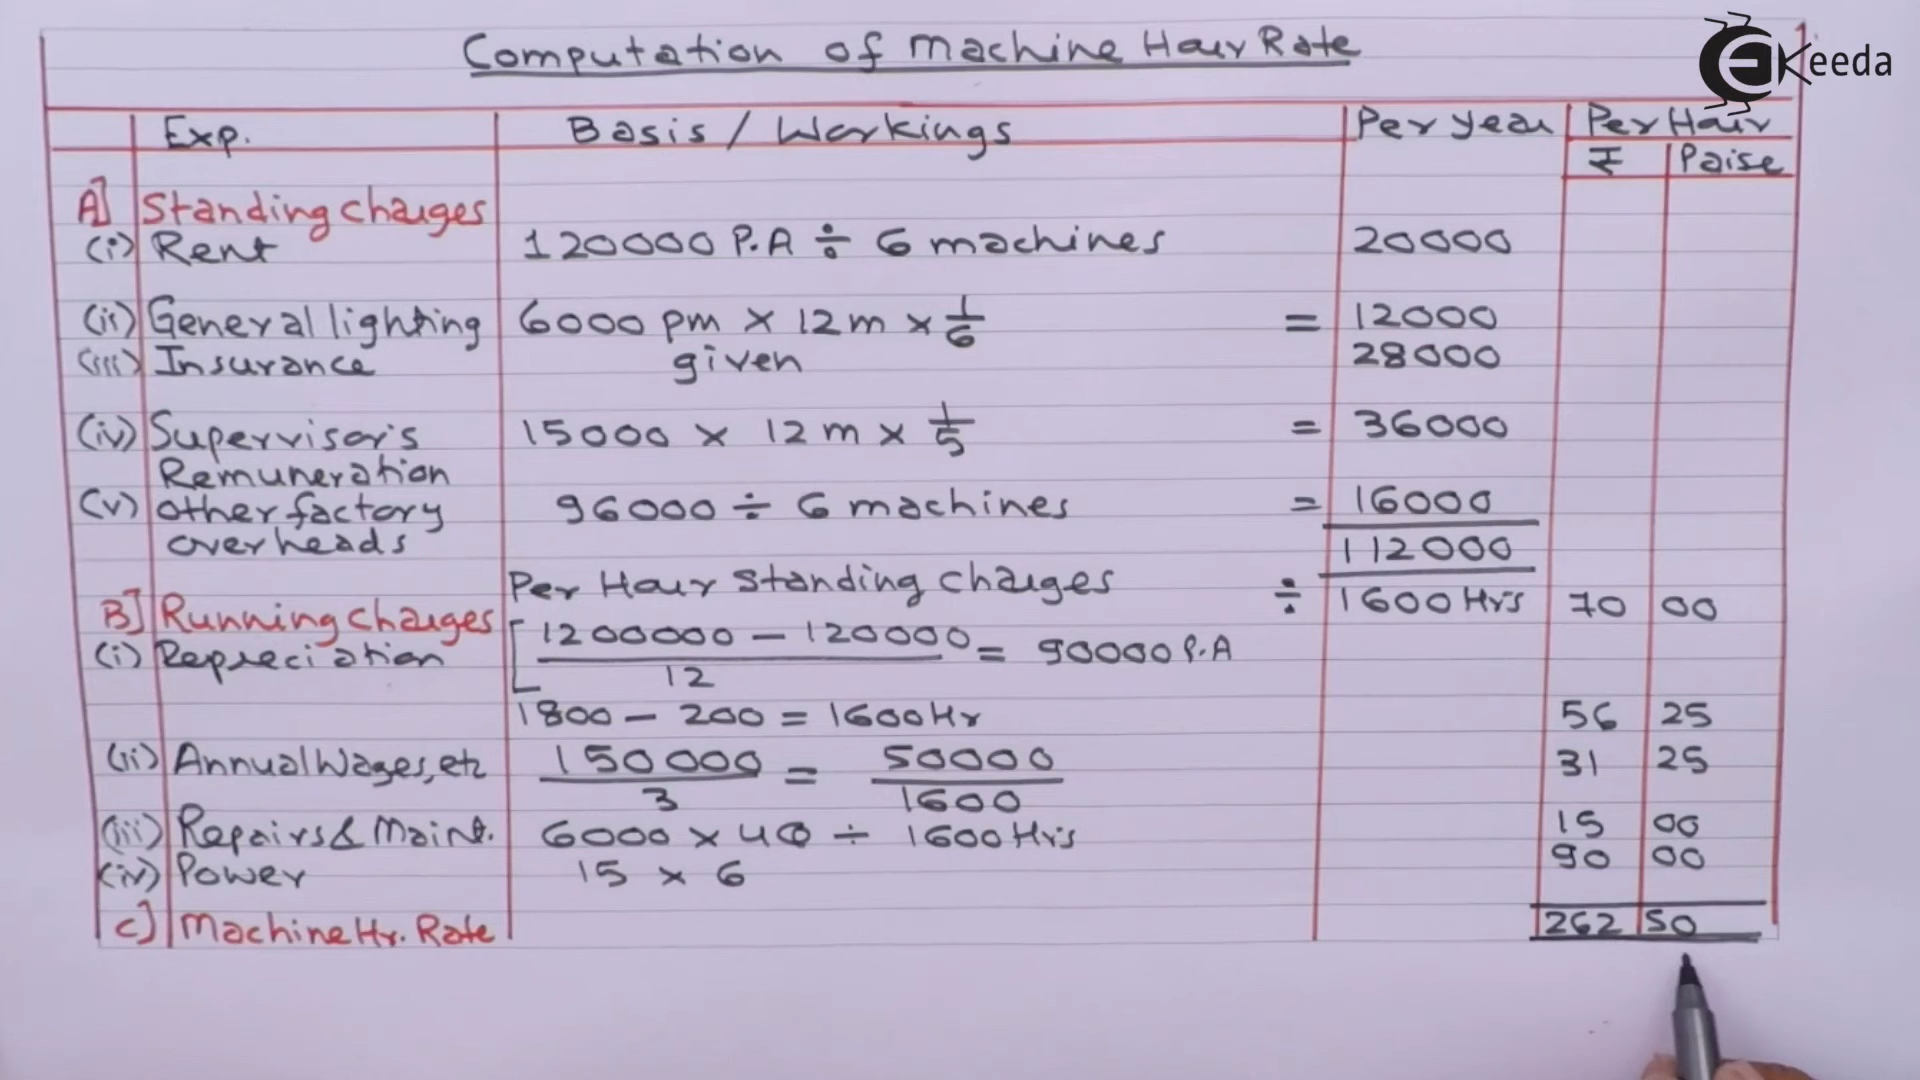 Computation of Machine Hour Rate
EKeeda
Exp. Basis / Workings Per year Per Hour
₹ Paise
A] Standing charges
(i) Rent 120000 P.A ÷ 6 machines 20000
(ii) General lighting 6000 pm × 12 m × 1/6 = 12000
(iii) Insurance given 28000
(iv) Supervisor's 15000 × 12 m × 1/5 = 36000
Remuneration
(v) other factory 96000 ÷ 6 machines = 16000
overheads 112000
Per Hour Standing charges ÷ 1600 Hrs 70 00
B] Running charges
(i) Depreciation [1200000 – 120000 / 12 = 90000 P.A
1800 – 200 = 1600 Hr 56 25
(ii) Annual Wages, etc 150000 / 3 = 50000 / 1600 31 25
(iii) Repairs & Maint. 6000 × 4 ÷ 1600 Hrs 15 00
(iv) Power 15 × 6 90 00
C] Machine Hr. Rate 262 50